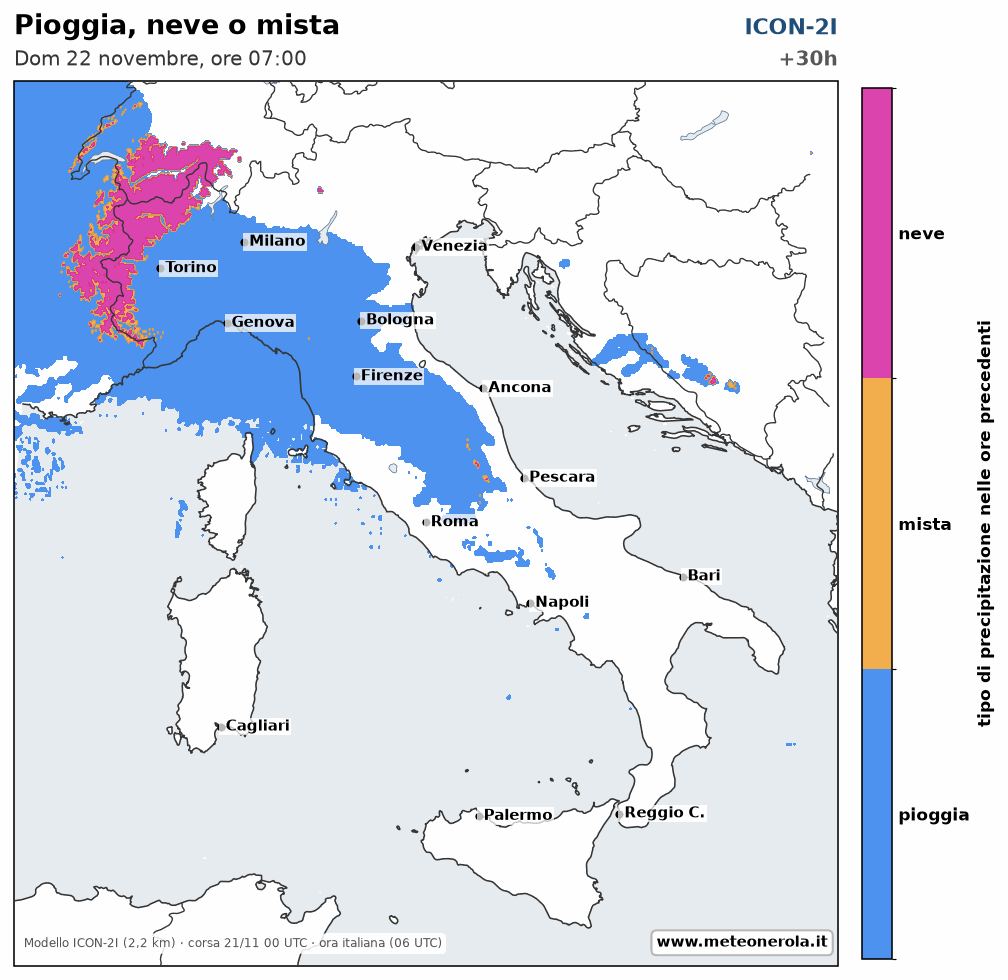 Pioggia, neve o mista
ICON-2I
Dom 22 novembre, ore 07:00
+30h
neve
Milano
Venezia
Torino
Genova
Bologna
Firenze
Ancona
Pescara
Roma
mista
Bari
Napoli
Cagliari
Palermo
Reggio C.
pioggia
tipo di precipitazione nelle ore precedenti
Modello ICON-2I (2,2 km) · corsa 21/11 00 UTC · ora italiana (06 UTC)
www.meteonerola.it